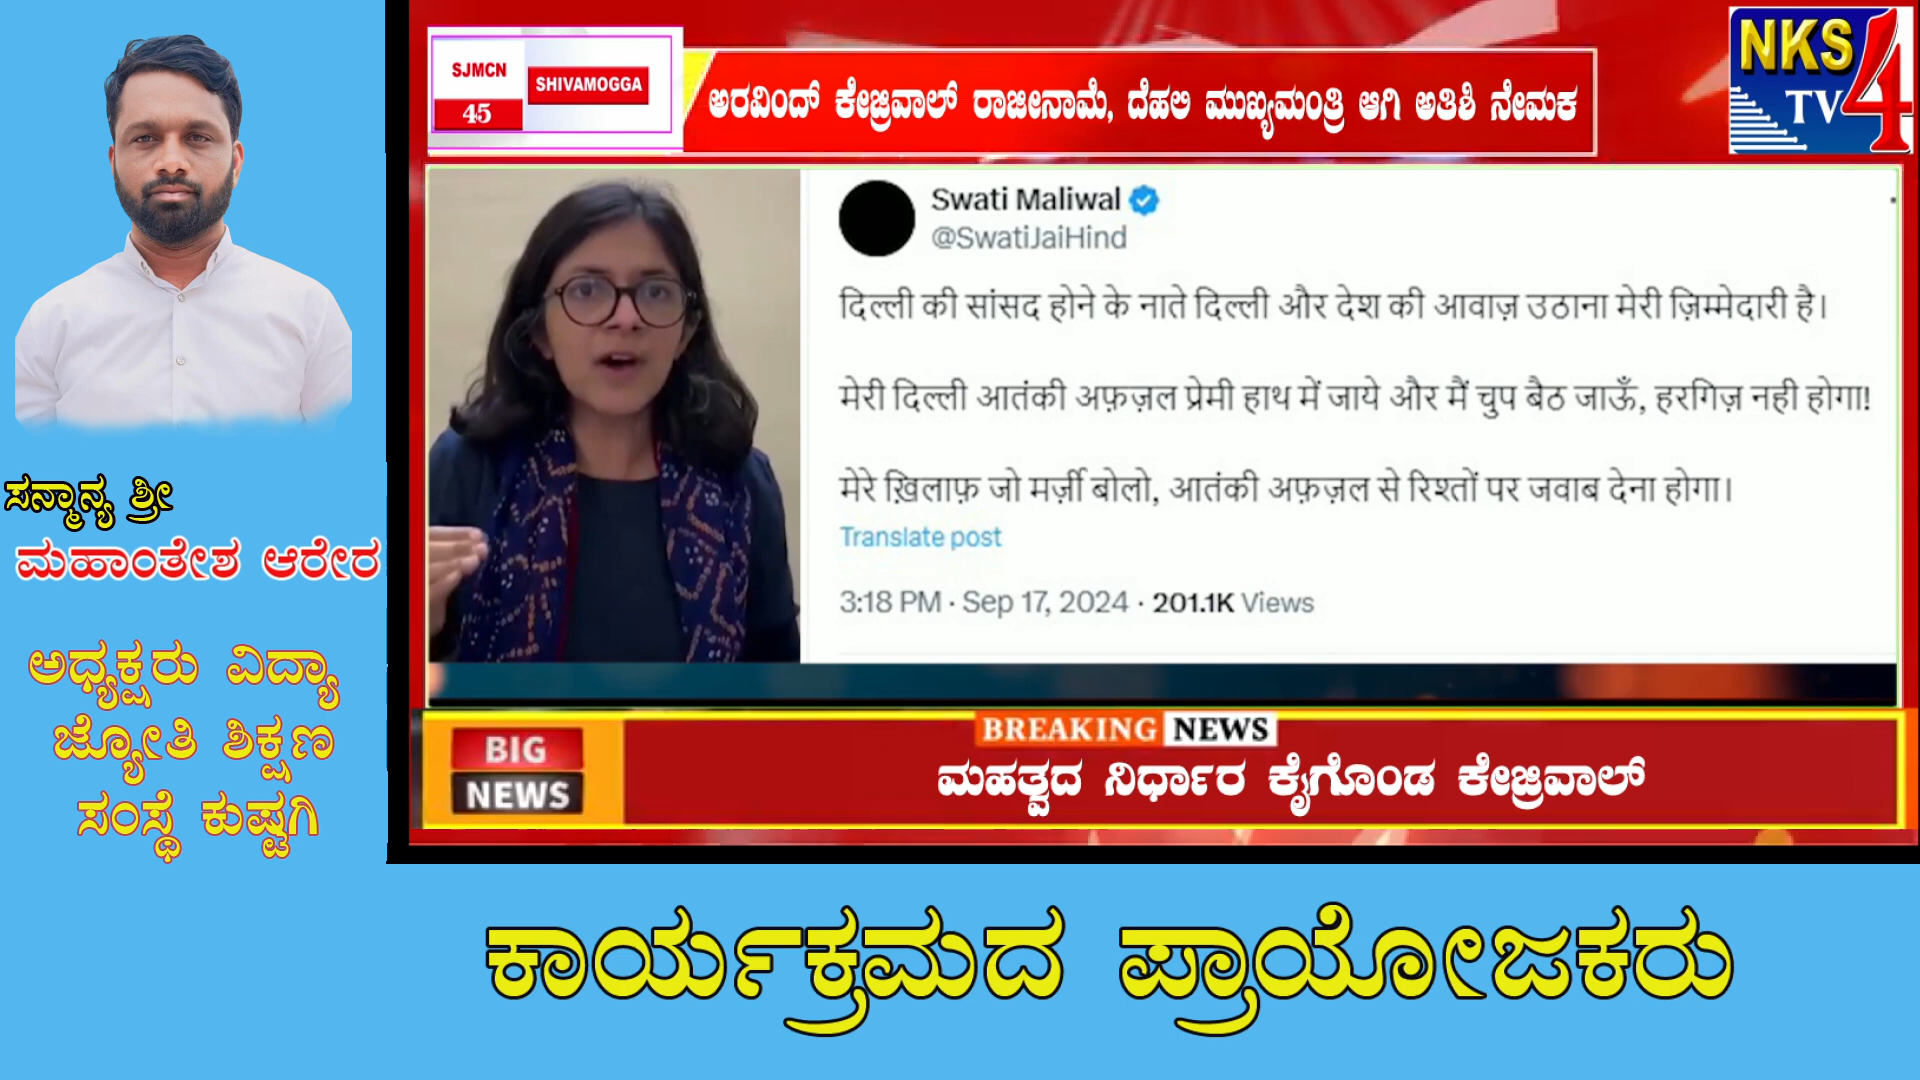 SJMCN
45
SHIVAMOGGA
ಅರವಿಂದ್ ಕೇಜ್ರಿವಾಲ್ ರಾಜೀನಾಮೆ, ದೆಹಲಿ ಮುಖ್ಯಮಂತ್ರಿ ಆಗಿ ಅತಿಶಿ ನೇಮಕ
NKS
TV 4
Swati Maliwal
@SwatiJaiHind
दिल्ली की सांसद होने के नाते दिल्ली और देश की आवाज़ उठाना मेरी ज़िम्मेदारी है।
मेरी दिल्ली आतंकी अफ़ज़ल प्रेमी हाथ में जाये और मैं चुप बैठ जाऊँ, हरगिज़ नही होगा!
मेरे ख़िलाफ़ जो मर्ज़ी बोलो, आतंकी अफ़ज़ल से रिश्तों पर जवाब देना होगा।
Translate post
3:18 PM · Sep 17, 2024 · 201.1K Views
BIG
NEWS
BREAKING NEWS
ಮಹತ್ವದ ನಿರ್ಧಾರ ಕೈಗೊಂಡ ಕೇಜ್ರಿವಾಲ್
ಸನ್ಮಾನ್ಯ ಶ್ರೀ
ಮಹಾಂತೇಶ ಆರೇರ
ಅಧ್ಯಕ್ಷರು ವಿದ್ಯಾ
ಜ್ಯೋತಿ ಶಿಕ್ಷಣ
ಸಂಸ್ಥೆ ಕುಷ್ಟಗಿ
ಕಾರ್ಯಕ್ರಮದ ಪ್ರಾಯೋಜಕರು